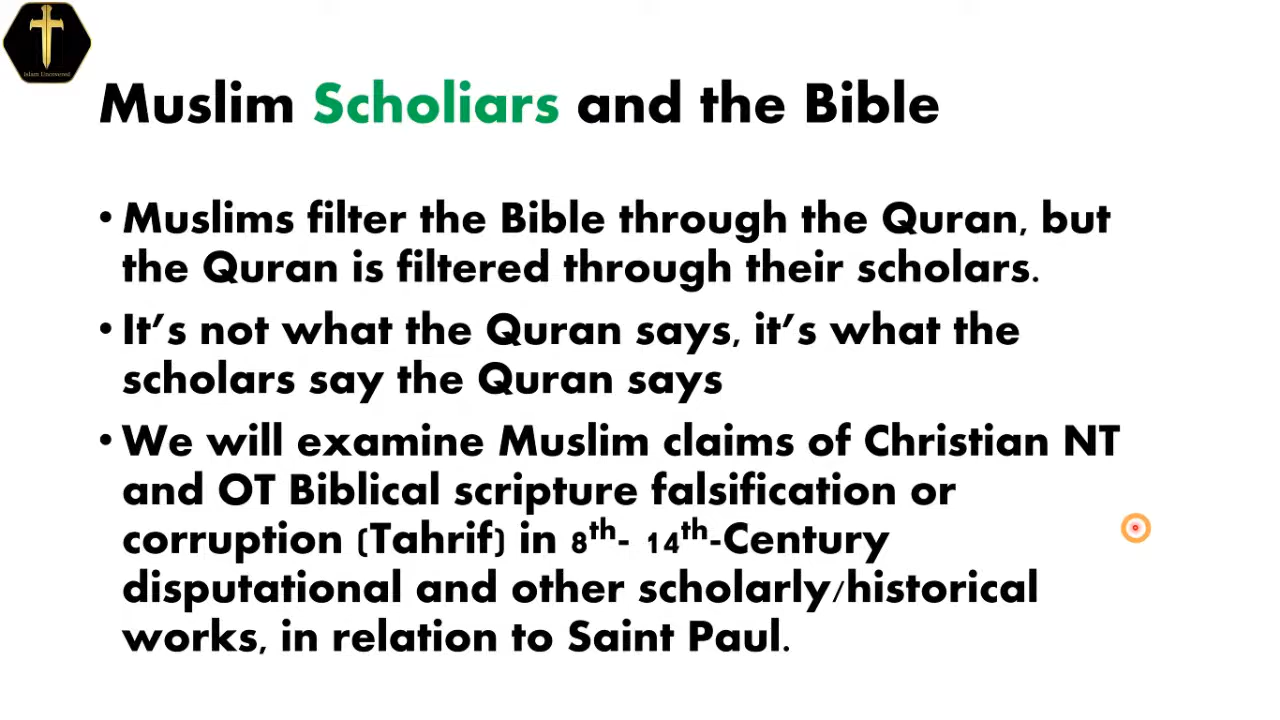 Islam Uncovered
Muslim Scholiars and the Bible
• Muslims filter the Bible through the Quran, but
the Quran is filtered through their scholars.
• It’s not what the Quran says, it’s what the
scholars say the Quran says
• We will examine Muslim claims of Christian NT
and OT Biblical scripture falsification or
corruption (Tahrif) in 8th- 14th-Century
disputational and other scholarly/historical
works, in relation to Saint Paul.